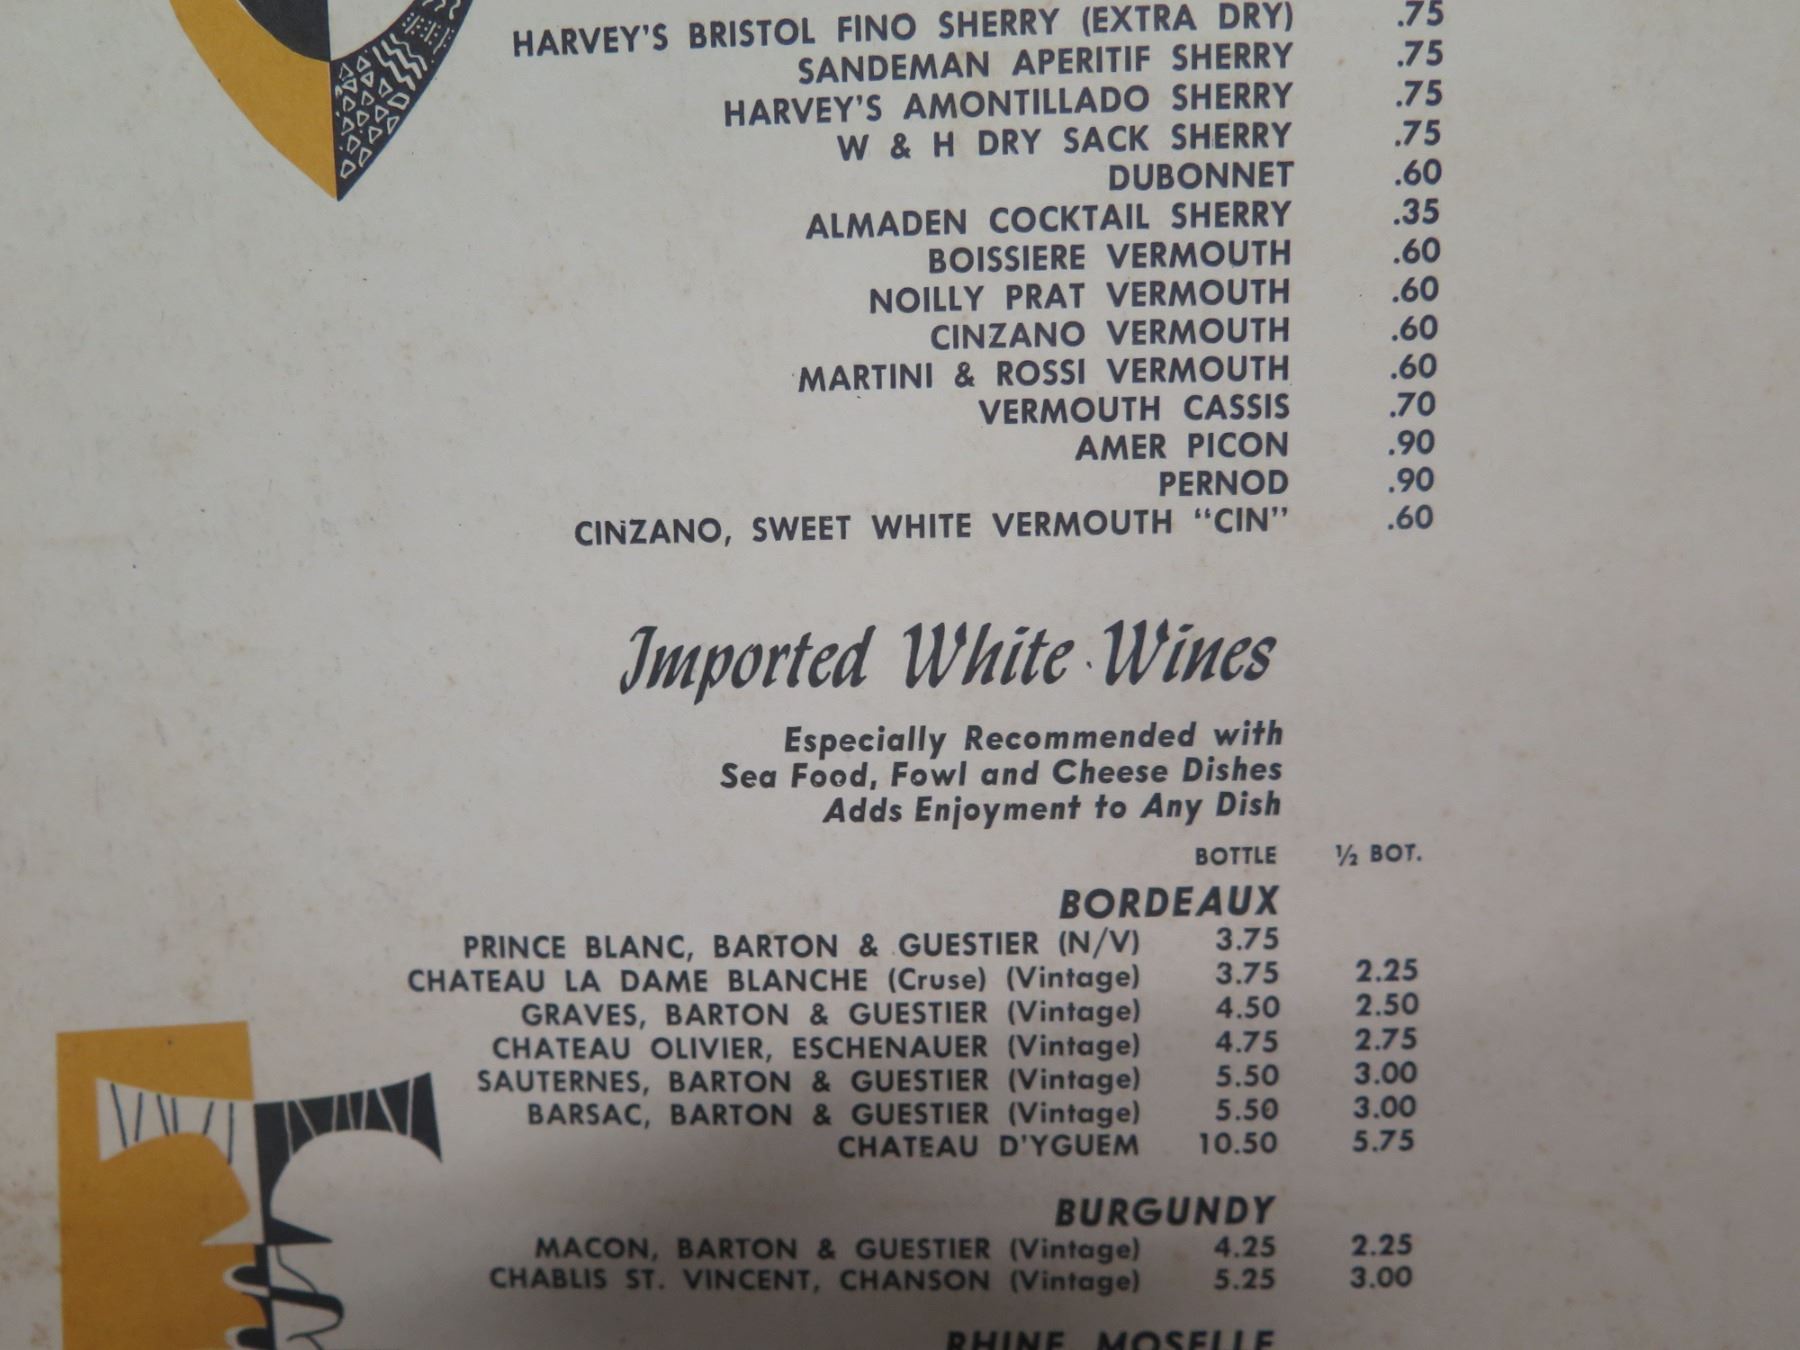 HARVEY'S BRISTOL FINO SHERRY (EXTRA DRY) .75
SANDEMAN APERITIF SHERRY .75
HARVEY'S AMONTILLADO SHERRY .75
W & H DRY SACK SHERRY .75
DUBONNET .60
ALMADEN COCKTAIL SHERRY .35
BOISSIERE VERMOUTH .60
NOILLY PRAT VERMOUTH .60
CINZANO VERMOUTH .60
MARTINI & ROSSI VERMOUTH .60
VERMOUTH CASSIS .70
AMER PICON .90
PERNOD .90
CINZANO, SWEET WHITE VERMOUTH "CIN" .60
Imported White Wines
Especially Recommended with
Sea Food, Fowl and Cheese Dishes
Adds Enjoyment to Any Dish
BOTTLE ½ BOT.
BORDEAUX
PRINCE BLANC, BARTON & GUESTIER (N/V) 3.75
CHATEAU LA DAME BLANCHE (Cruse) (Vintage) 3.75 2.25
GRAVES, BARTON & GUESTIER (Vintage) 4.50 2.50
CHATEAU OLIVIER, ESCHENAUER (Vintage) 4.75 2.75
SAUTERNES, BARTON & GUESTIER (Vintage) 5.50 3.00
BARSAC, BARTON & GUESTIER (Vintage) 5.50 3.00
CHATEAU D'YGUEM 10.50 5.75
BURGUNDY
MACON, BARTON & GUESTIER (Vintage) 4.25 2.25
CHABLIS ST. VINCENT, CHANSON (Vintage) 5.25 3.00
RHINE MOSELLE